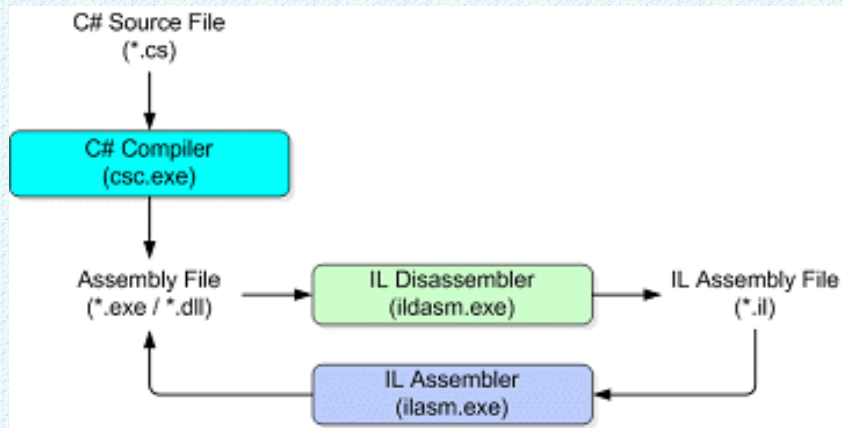 C# Source File
(*.cs)
C# Compiler
(csc.exe)
Assembly File
(*.exe / *.dll)
IL Disassembler
(ildasm.exe)
IL Assembly File
(*.il)
IL Assembler
(ilasm.exe)